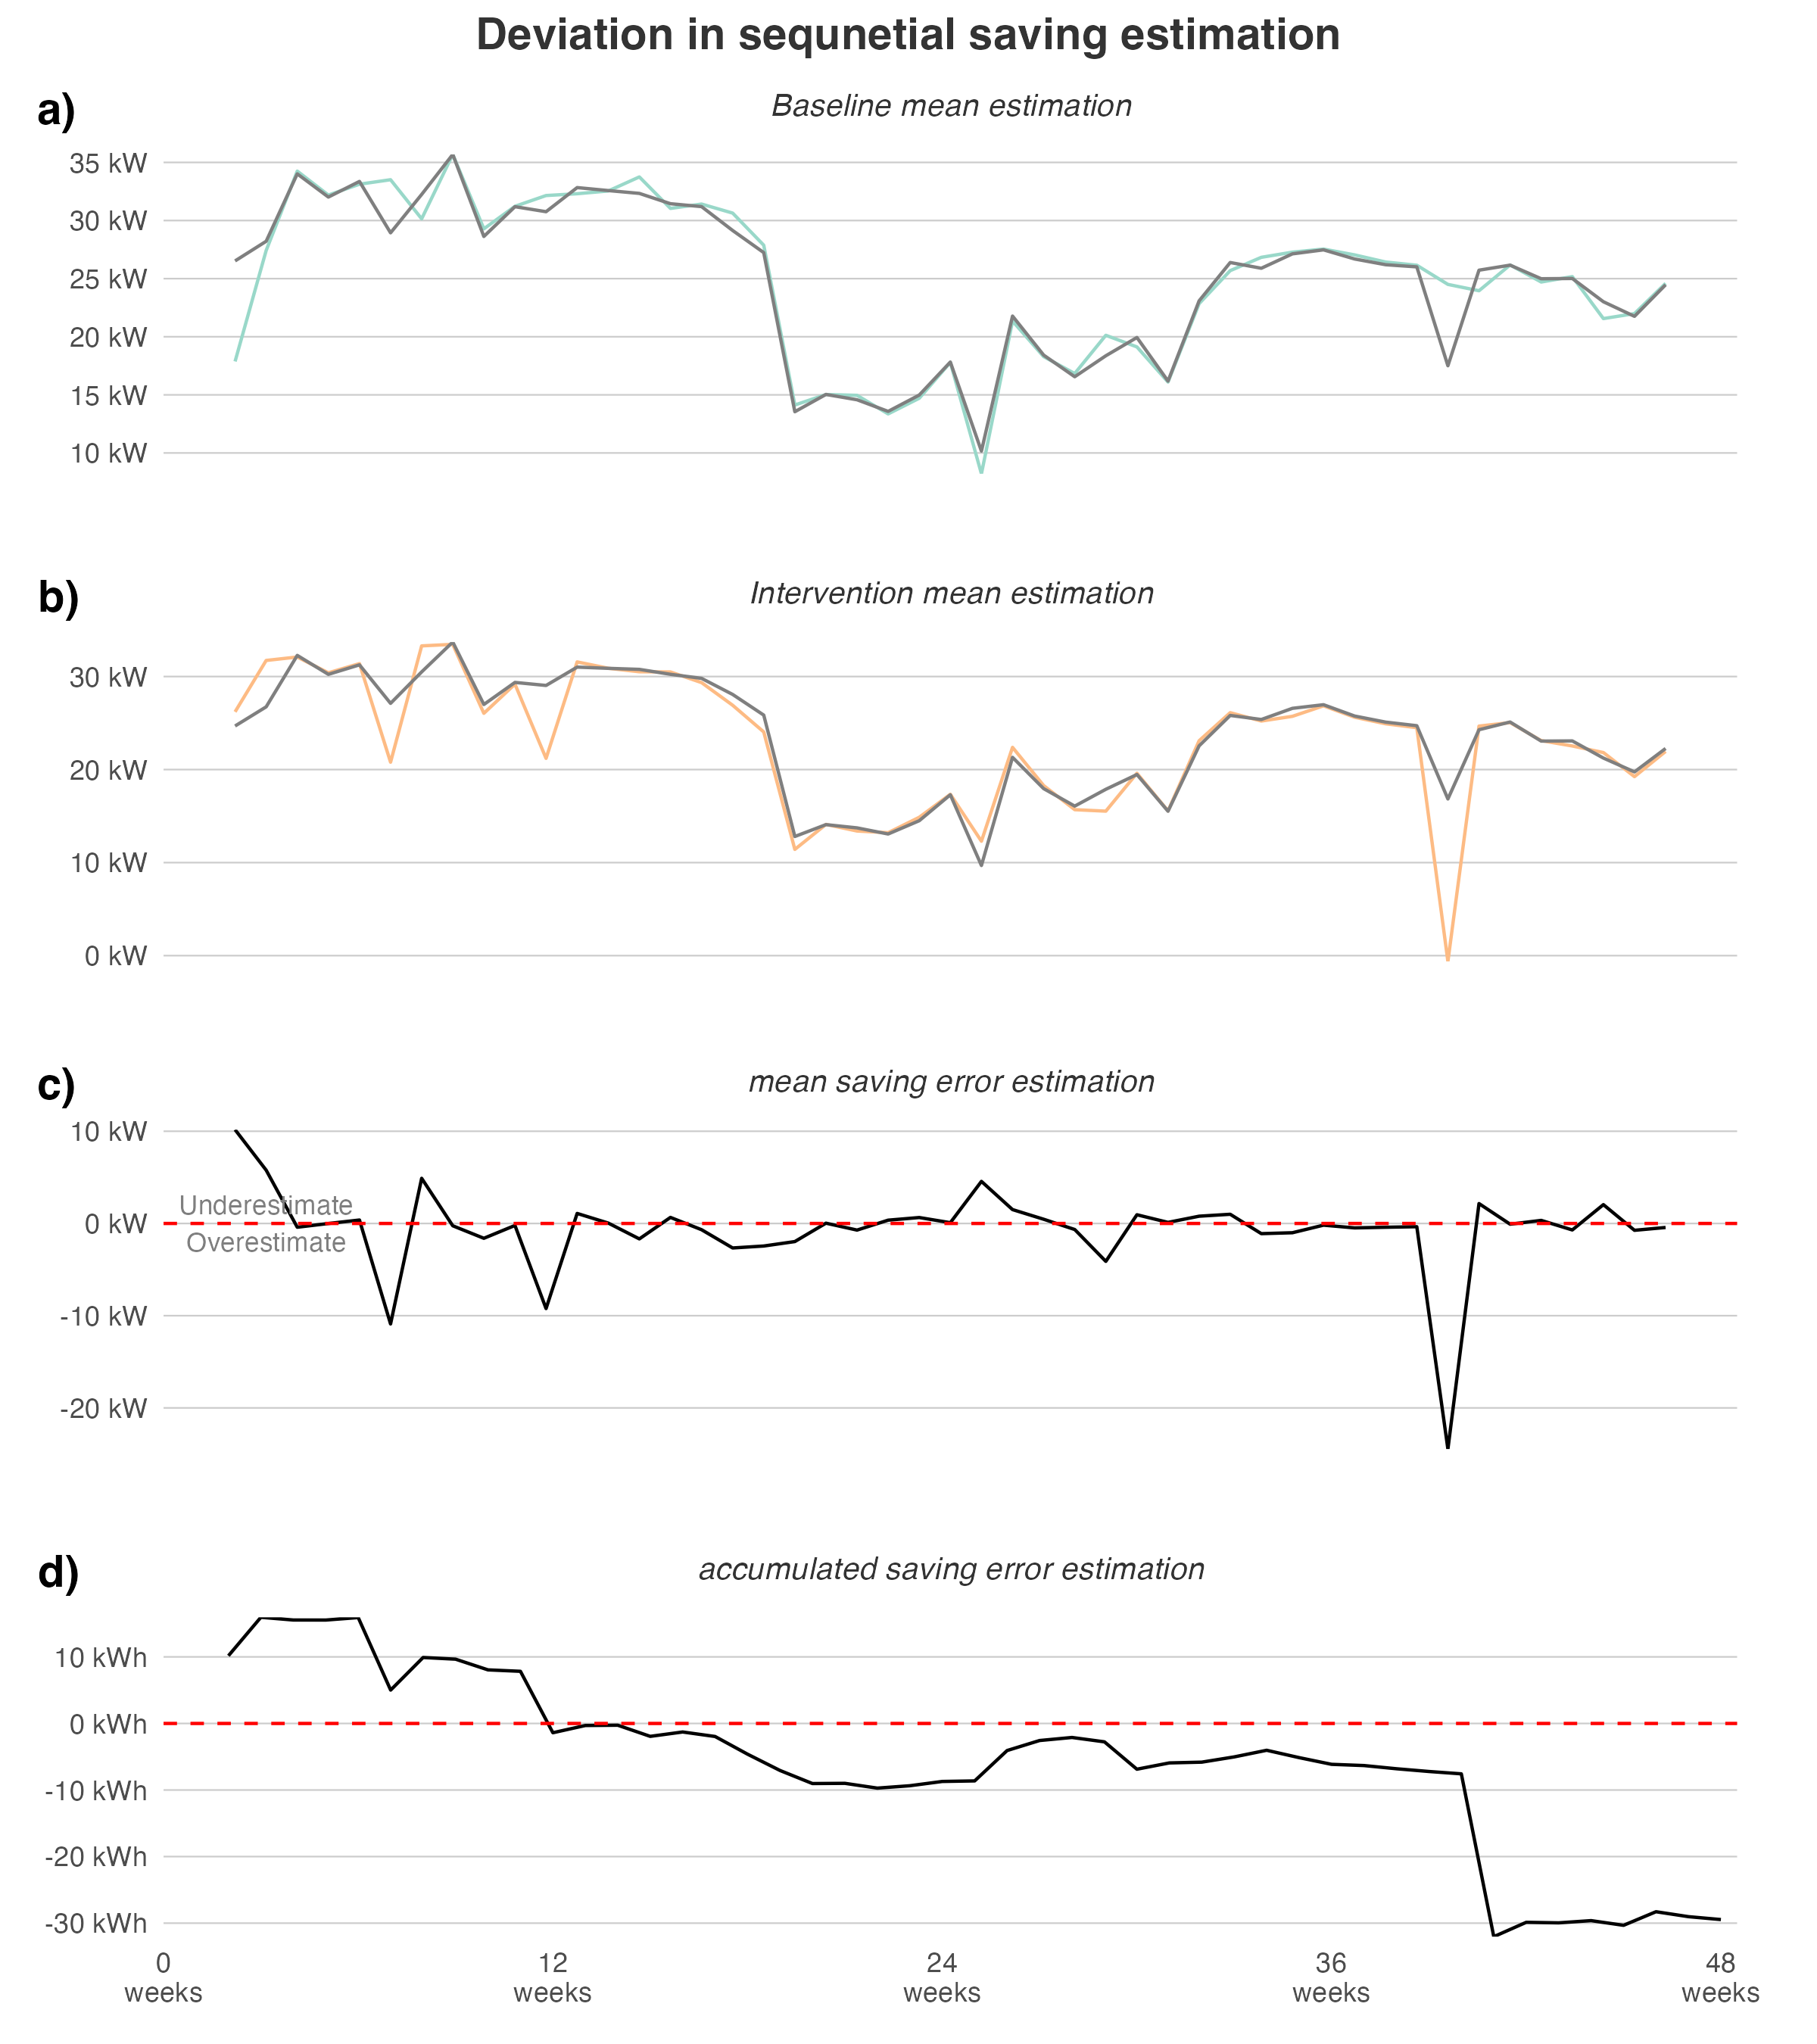 Deviation in sequnetial saving estimation
a)
Baseline mean estimation
35 kW
30 kW
25 kW
20 kW
15 kW
10 kW
b)
Intervention mean estimation
30 kW
20 kW
10 kW
0 kW
c)
mean saving error estimation
10 kW
Underestimate
0 kW
Overestimate
-10 kW
-20 kW
d)
accumulated saving error estimation
10 kWh
0 kWh
-10 kWh
-20 kWh
-30 kWh
0 12 24 36 48
weeks weeks weeks weeks weeks